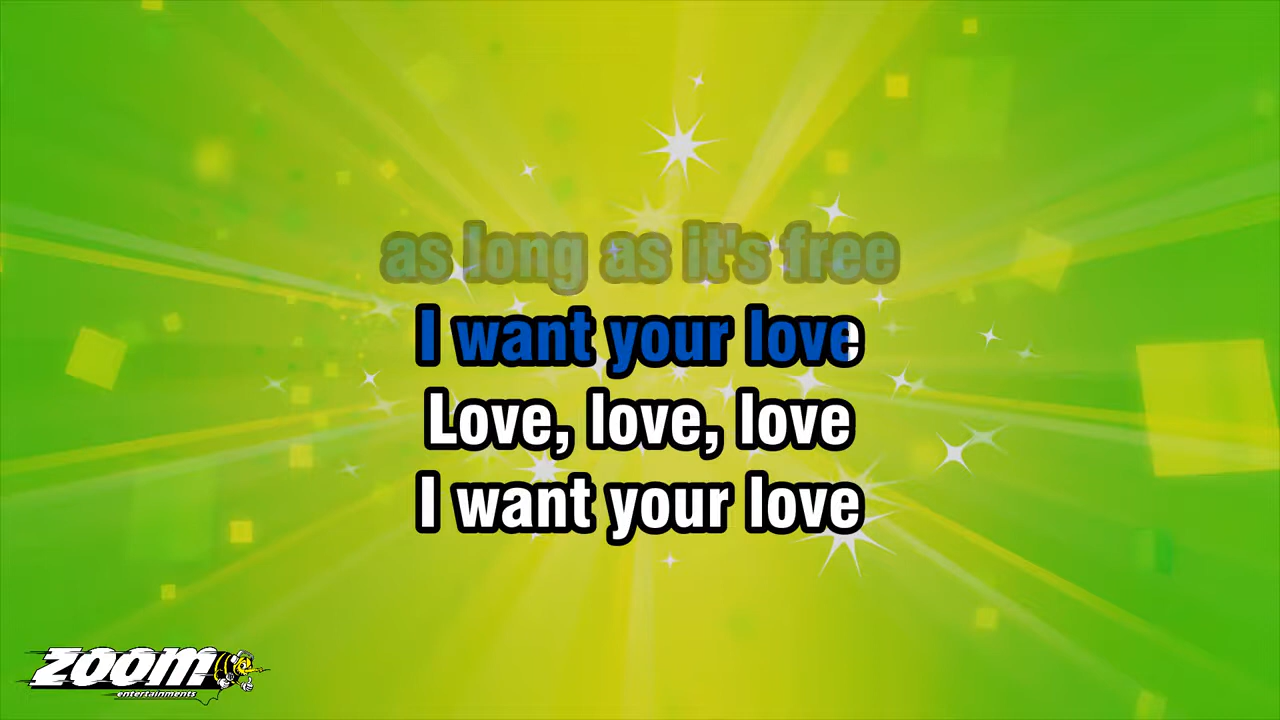 as long as it's free
I want your love
Love, love, love
I want your love
zoom
entertainments